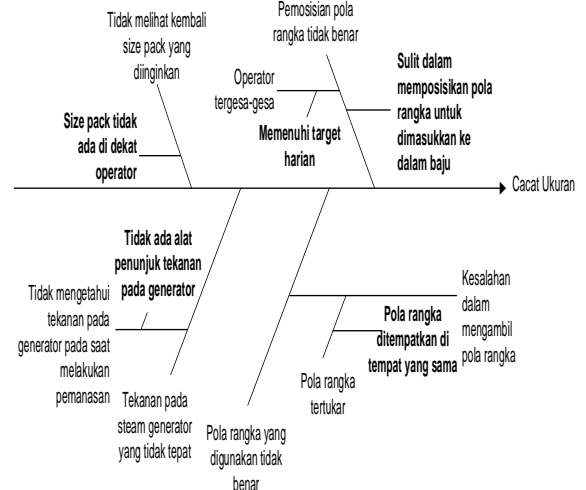 Tidak melihat kembali
size pack yang
diinginkan
Size pack tidak
ada di dekat
operator
Pemosisian pola
rangka tidak benar
Operator
tergesa-gesa
Memenuhi target
harian
Sulit dalam
memposisikan pola
rangka untuk
dimasukkan ke
dalam baju
Cacat Ukuran
Tidak ada alat
penunjuk tekanan
pada generator
Tidak mengetahui
tekanan pada
generator pada saat
melakukan
pemanasan
Tekanan pada
steam generator
yang tidak tepat
Pola rangka yang
digunakan tidak
benar
Pola rangka
tertukar
Pola rangka
ditempatkan di
tempat yang sama
Kesalahan
dalam
mengambil
pola rangka